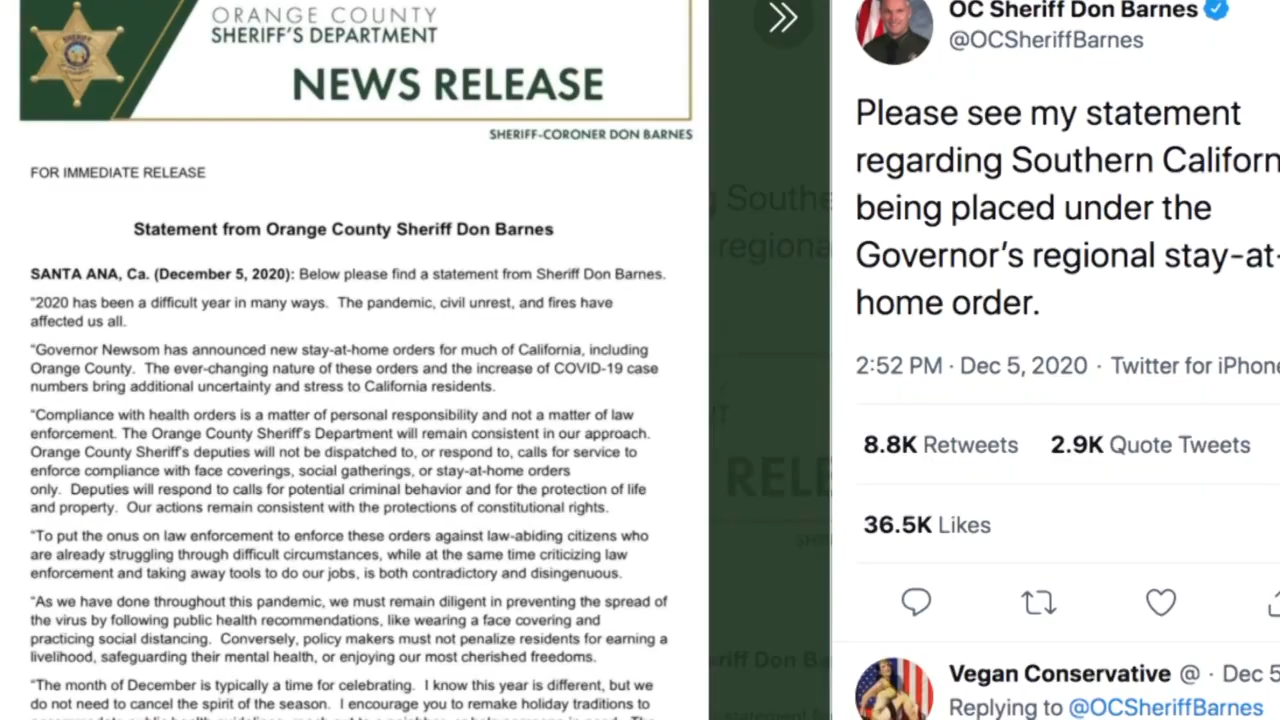 ORANGE COUNTY
SHERIFF'S DEPARTMENT
NEWS RELEASE
SHERIFF-CORONER DON BARNES
FOR IMMEDIATE RELEASE
Statement from Orange County Sheriff Don Barnes
SANTA ANA, Ca. (December 5, 2020): Below please find a statement from Sheriff Don Barnes.
"2020 has been a difficult year in many ways. The pandemic, civil unrest, and fires have
affected us all.
"Governor Newsom has announced new stay-at-home orders for much of California, including
Orange County. The ever-changing nature of these orders and the increase of COVID-19 case
numbers bring additional uncertainty and stress to California residents.
"Compliance with health orders is a matter of personal responsibility and not a matter of law
enforcement. The Orange County Sheriff's Department will remain consistent in our approach.
Orange County Sheriff's deputies will not be dispatched to, or respond to, calls for service to
enforce compliance with face coverings, social gatherings, or stay-at-home orders
only. Deputies will respond to calls for potential criminal behavior and for the protection of life
and property. Our actions remain consistent with the protections of constitutional rights.
"To put the onus on law enforcement to enforce these orders against law-abiding citizens who
are already struggling through difficult circumstances, while at the same time criticizing law
enforcement and taking away tools to do our jobs, is both contradictory and disingenuous.
"As we have done throughout this pandemic, we must remain diligent in preventing the spread of
the virus by following public health recommendations, like wearing a face covering and
practicing social distancing. Conversely, policy makers must not penalize residents for earning a
livelihood, safeguarding their mental health, or enjoying our most cherished freedoms.
"The month of December is typically a time for celebrating. I know this year is different, but we
do not need to cancel the spirit of the season. I encourage you to remake holiday traditions to
Southe
regiona
RELE
riff Don Ba
OC Sheriff Don Barnes
@OCSheriffBarnes
Please see my statement
regarding Southern Californ
being placed under the
Governor's regional stay-at-
home order.
2:52 PM · Dec 5, 2020 · Twitter for iPhone
8.8K Retweets 2.9K Quote Tweets
36.5K Likes
Vegan Conservative @ · Dec 5
Replying to @OCSheriffBarnes